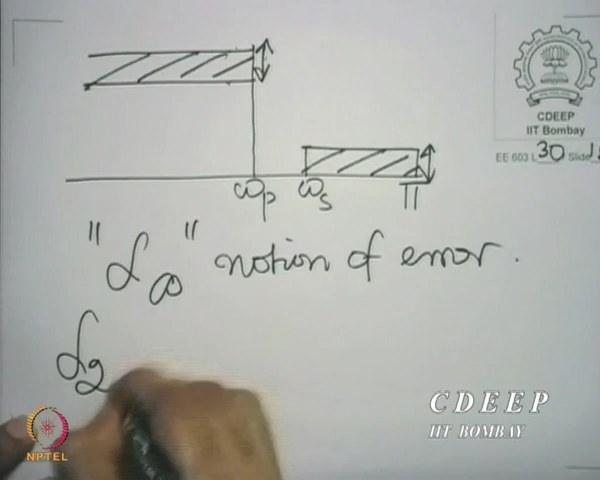 CDEEP
IIT Bombay
EE 603 L 30 Slide
ωp ωs π
"L∞" notion of error.
L2
CDEEP
IIT BOMBAY
NPTEL